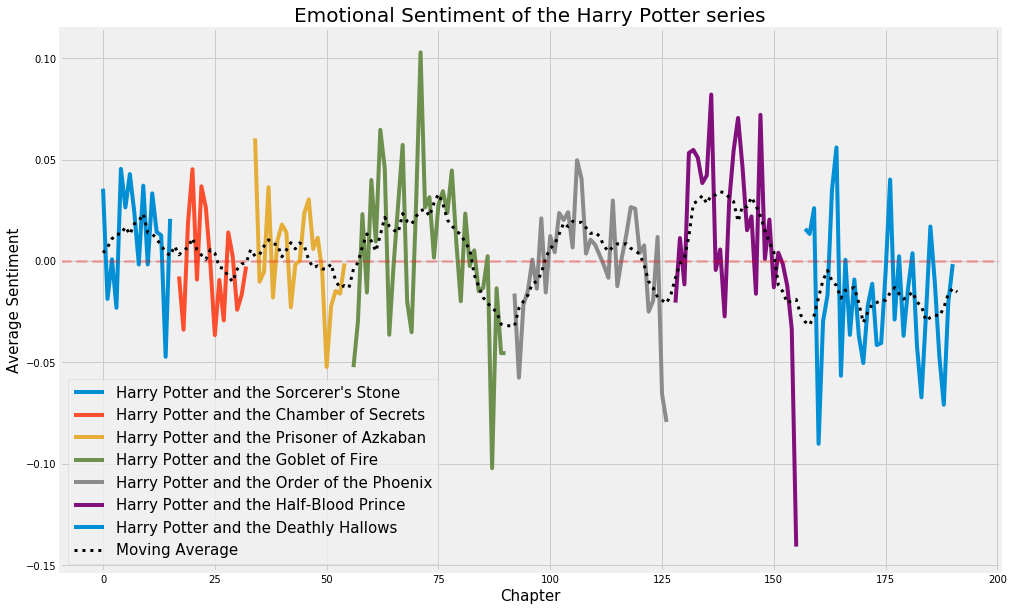 Emotional Sentiment of the Harry Potter series
Average Sentiment
0.10
0.05
0.00
−0.05
−0.10
−0.15
Harry Potter and the Sorcerer's Stone
Harry Potter and the Chamber of Secrets
Harry Potter and the Prisoner of Azkaban
Harry Potter and the Goblet of Fire
Harry Potter and the Order of the Phoenix
Harry Potter and the Half-Blood Prince
Harry Potter and the Deathly Hallows
Moving Average
0 25 50 75 100 125 150 175 200
Chapter